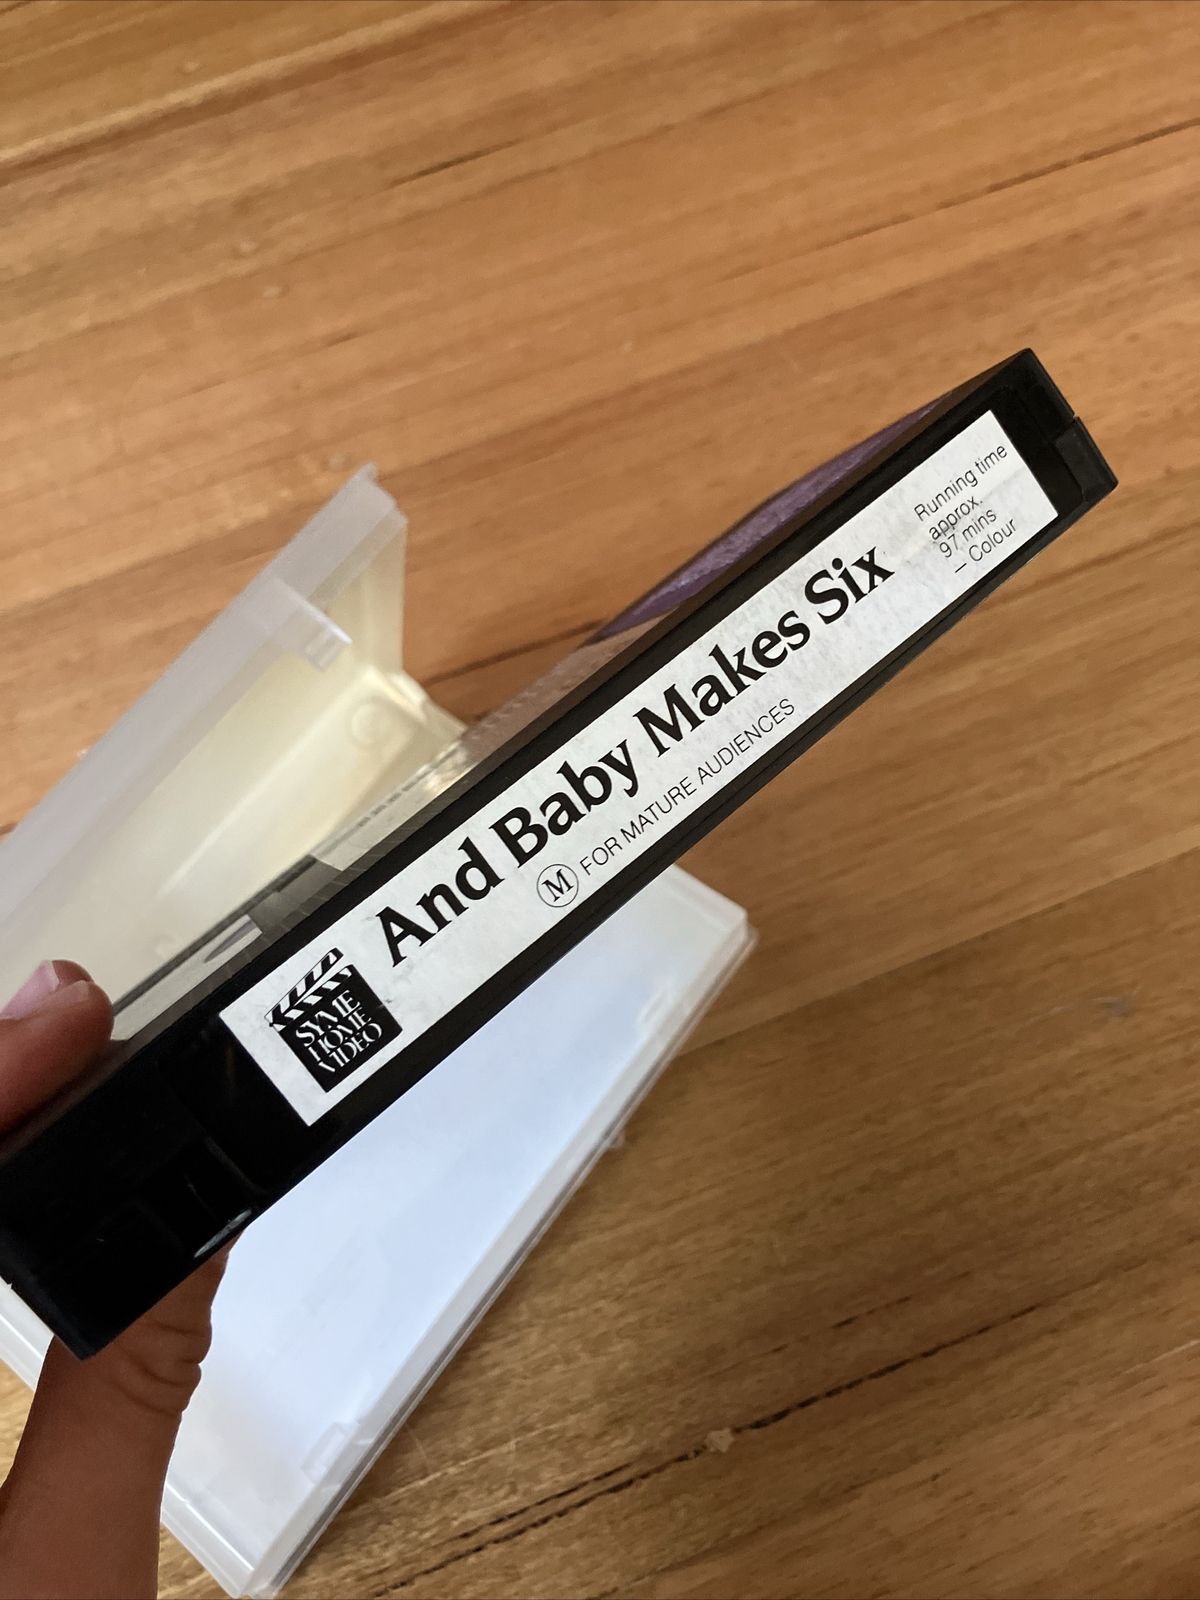 SYME
HOME
VIDEO
And Baby Makes Six
M FOR MATURE AUDIENCES
Running time
approx.
97 mins
— Colour